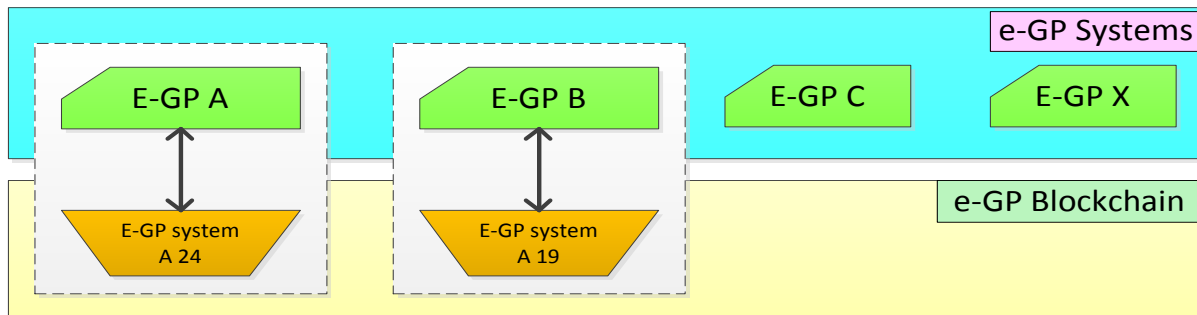 e-GP Systems
E-GP A
E-GP B
E-GP C
E-GP X
e-GP Blockchain
E-GP system
A 24
E-GP system
A 19